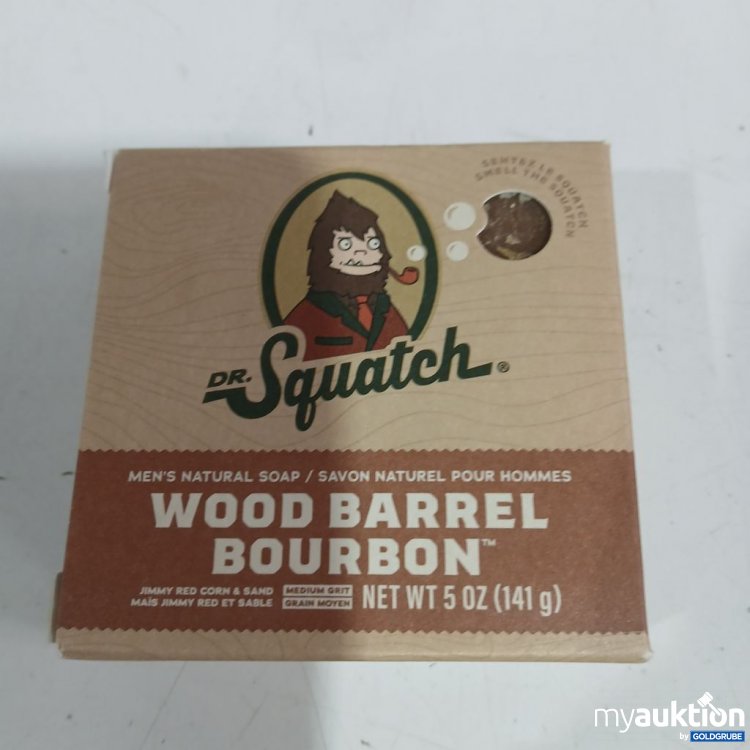 SENTEZ LE SQUATCH
SMELL THE SQUATCH
DR. Squatch®
MEN'S NATURAL SOAP / SAVON NATUREL POUR HOMMES
WOOD BARREL
BOURBON™
JIMMY RED CORN & SAND MEDIUM GRIT
MAÏS JIMMY RED ET SABLE GRAIN MOYEN
NET WT 5 OZ (141 g)
myauktion
by GOLDGRUBE